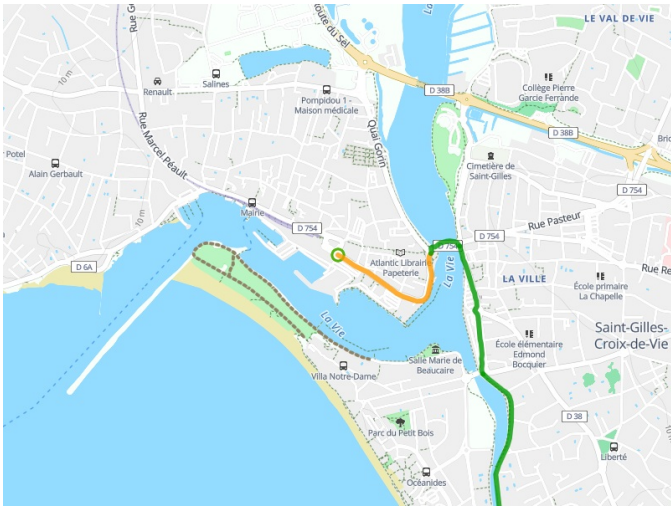 LE VAL DE VIE
Route du Sel
Rue G
La
Salines
Renault
Pompidou 1 -
Maison médicale
D 38B
Collège Pierre
Garcie Ferrande
10 m
D 38B
Bric
Rue Marcel Péault
Quai Gorin
Potel
Alain Gerbault
Cimetière de
Saint-Gilles
D 754
Mairie
10 m
D 754
Rue Pasteur
D 754
D 6A
Atlantic Librairi
Papeterie
La Vie
Rue Re
LA VILLE
École primaire
La Chapelle
La Vie
École élémentaire
Edmond
Bocquier
Saint-Gilles-
Croix-de-Vie
Salle Marie de
Beaucaire
Villa Notre-Dame
D 38
Parc du Petit Bois
Liberté
Océanides